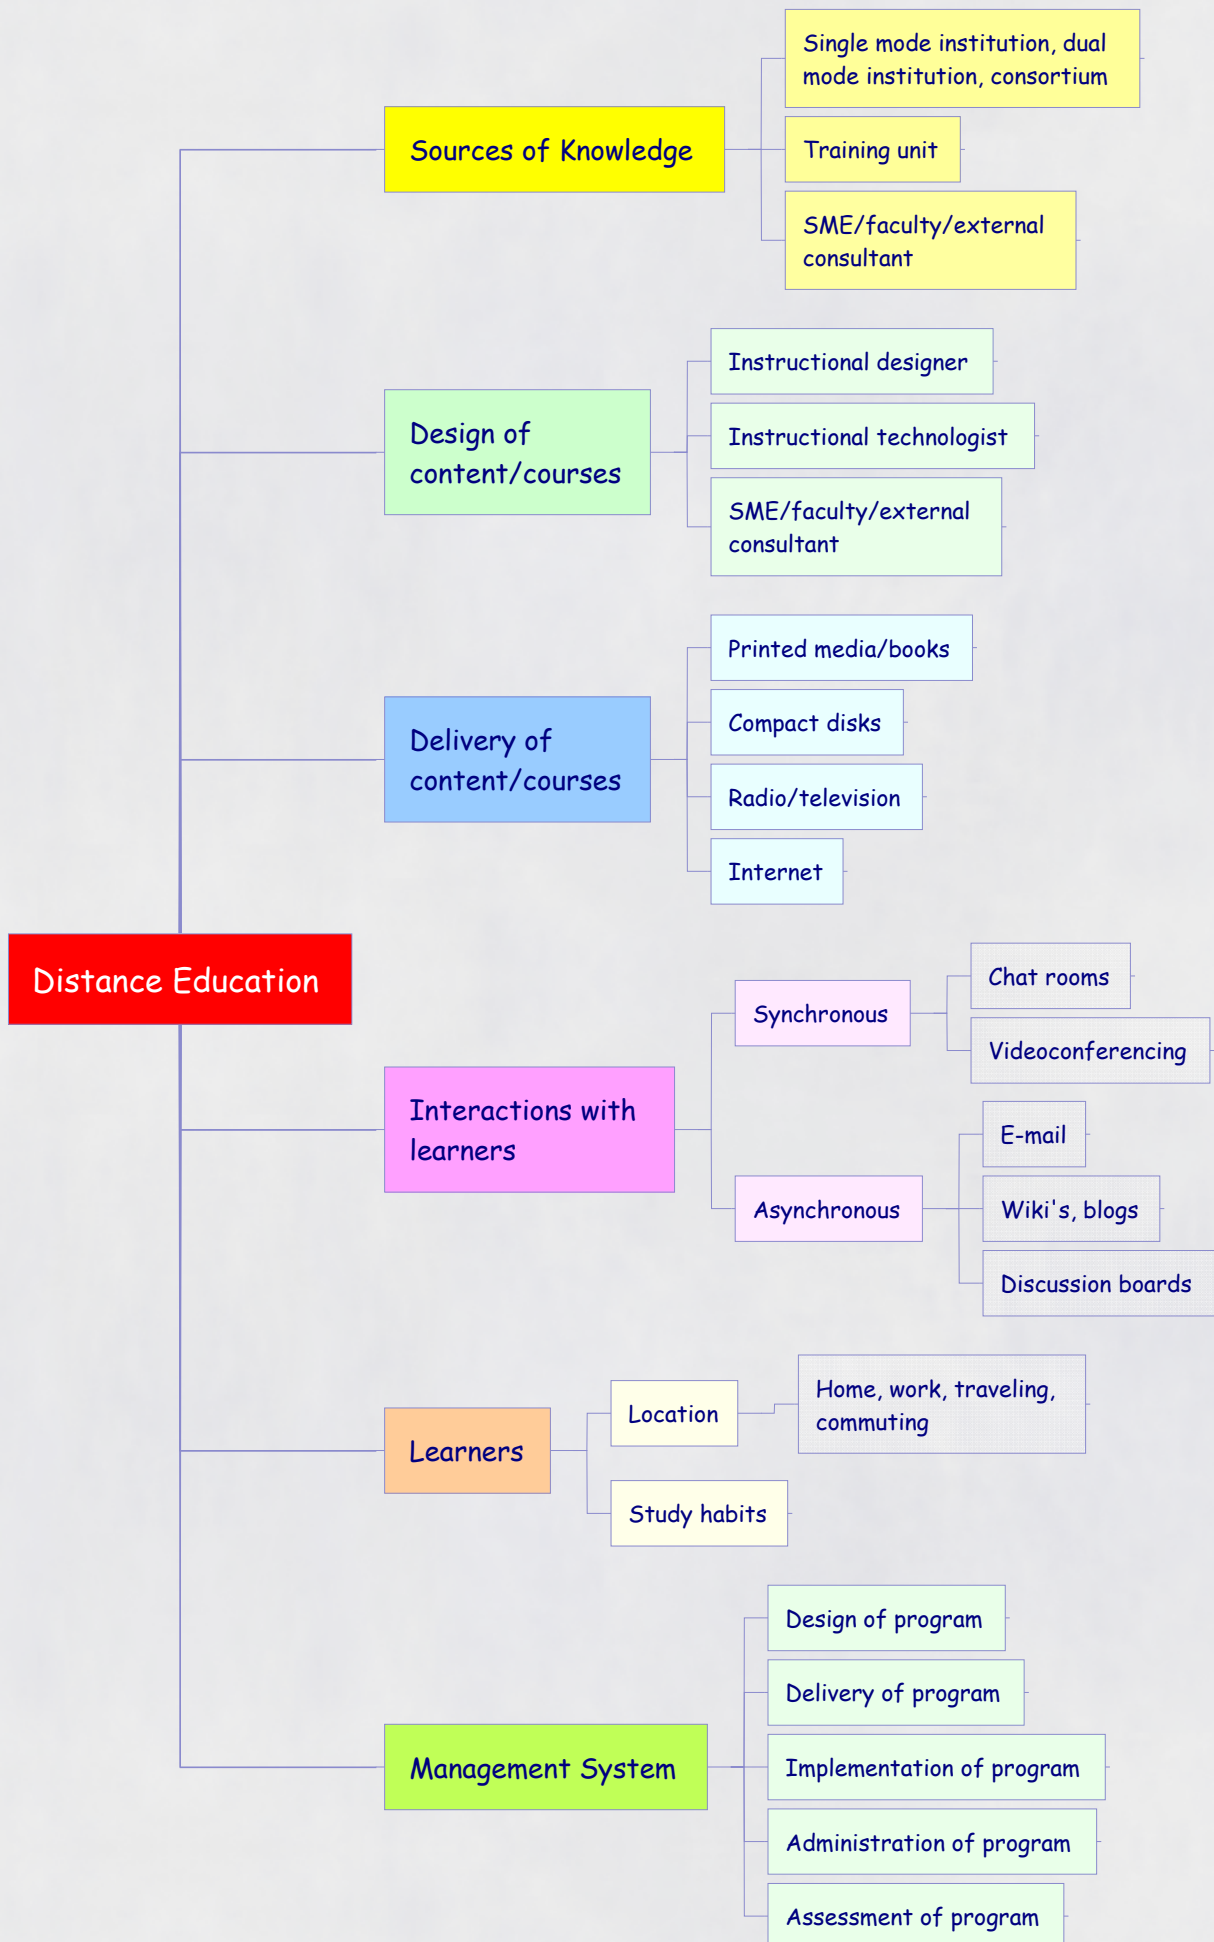 Distance Education
Sources of Knowledge
Single mode institution, dual
mode institution, consortium
Training unit
SME/faculty/external
consultant
Design of
content/courses
Instructional designer
Instructional technologist
SME/faculty/external
consultant
Delivery of
content/courses
Printed media/books
Compact disks
Radio/television
Internet
Interactions with
learners
Synchronous
Chat rooms
Videoconferencing
Asynchronous
E-mail
Wiki's, blogs
Discussion boards
Learners
Location
Home, work, traveling,
commuting
Study habits
Management System
Design of program
Delivery of program
Implementation of program
Administration of program
Assessment of program